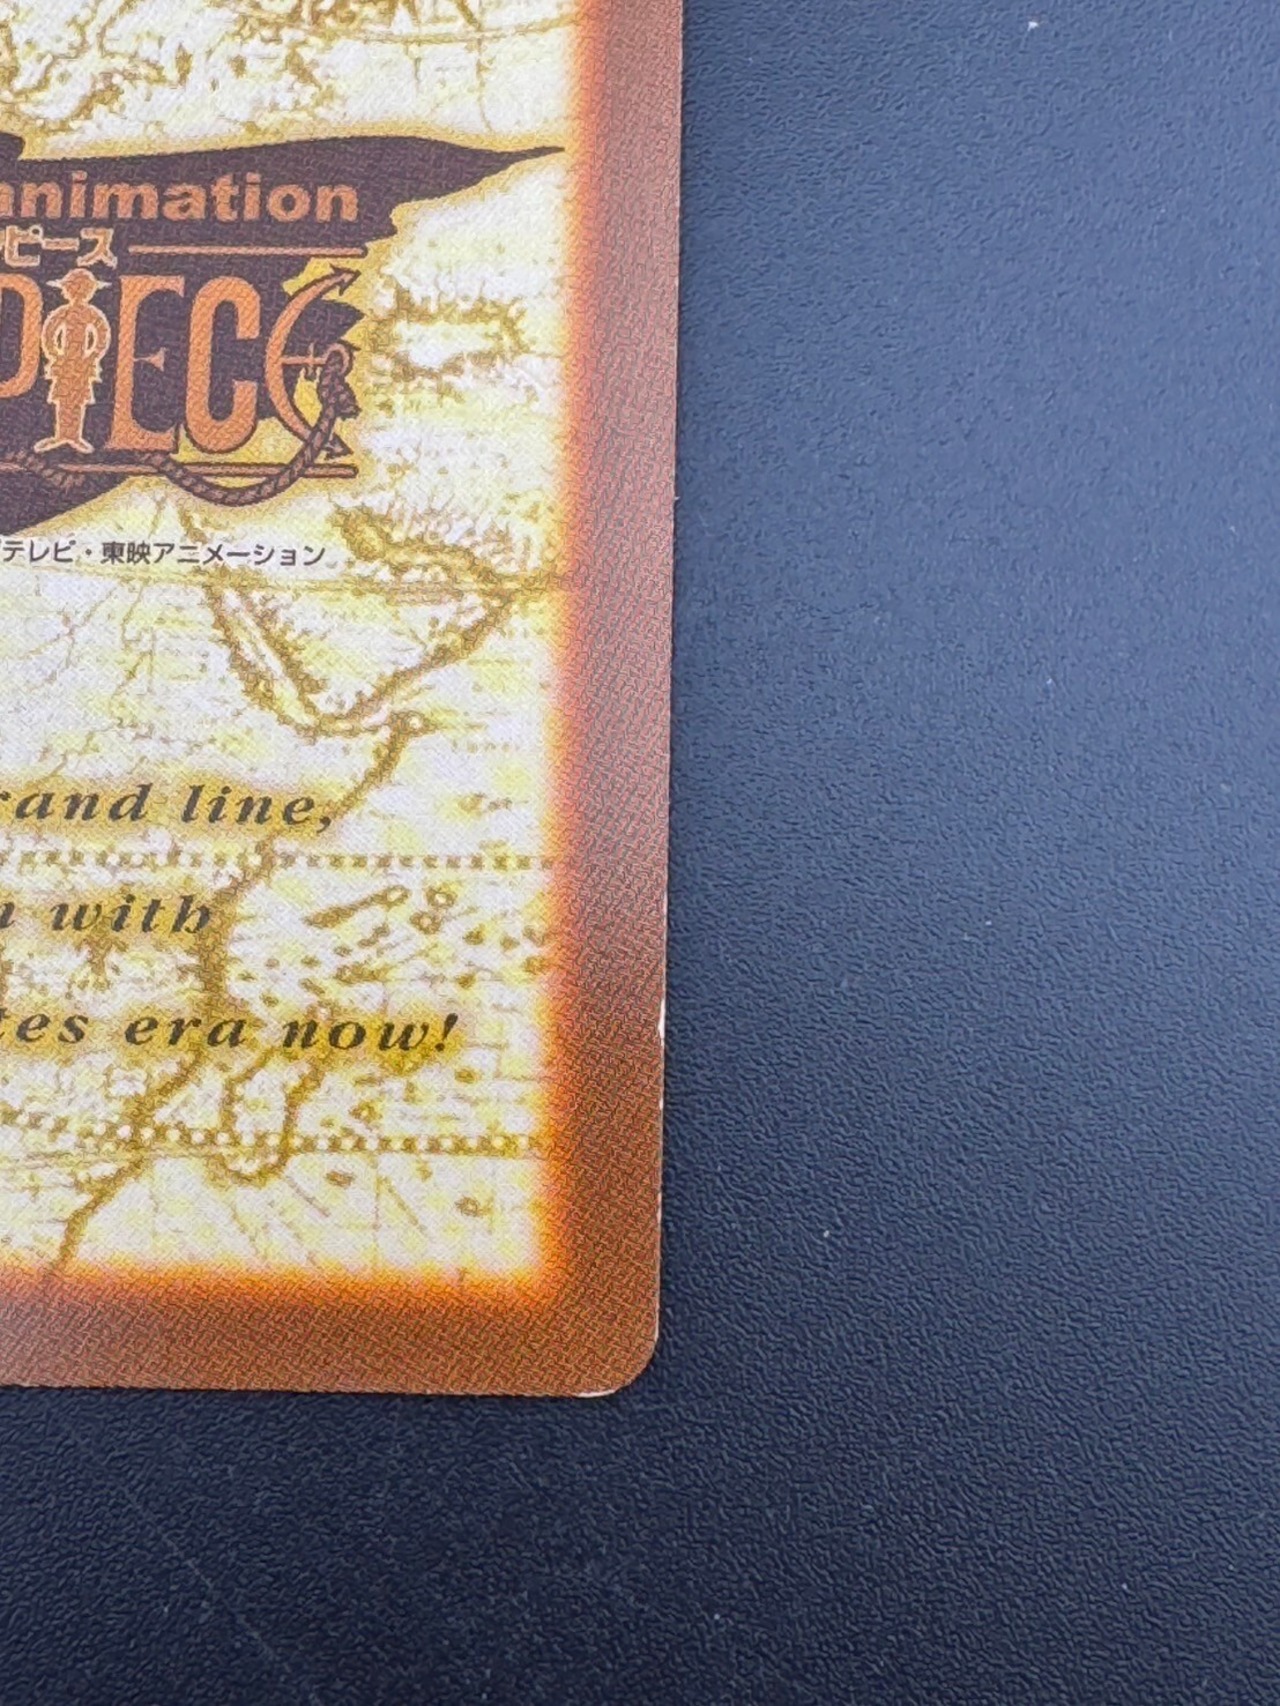 animation
ピース
PIECE
テレビ・東映アニメーション
rand line,
with
tes era now!